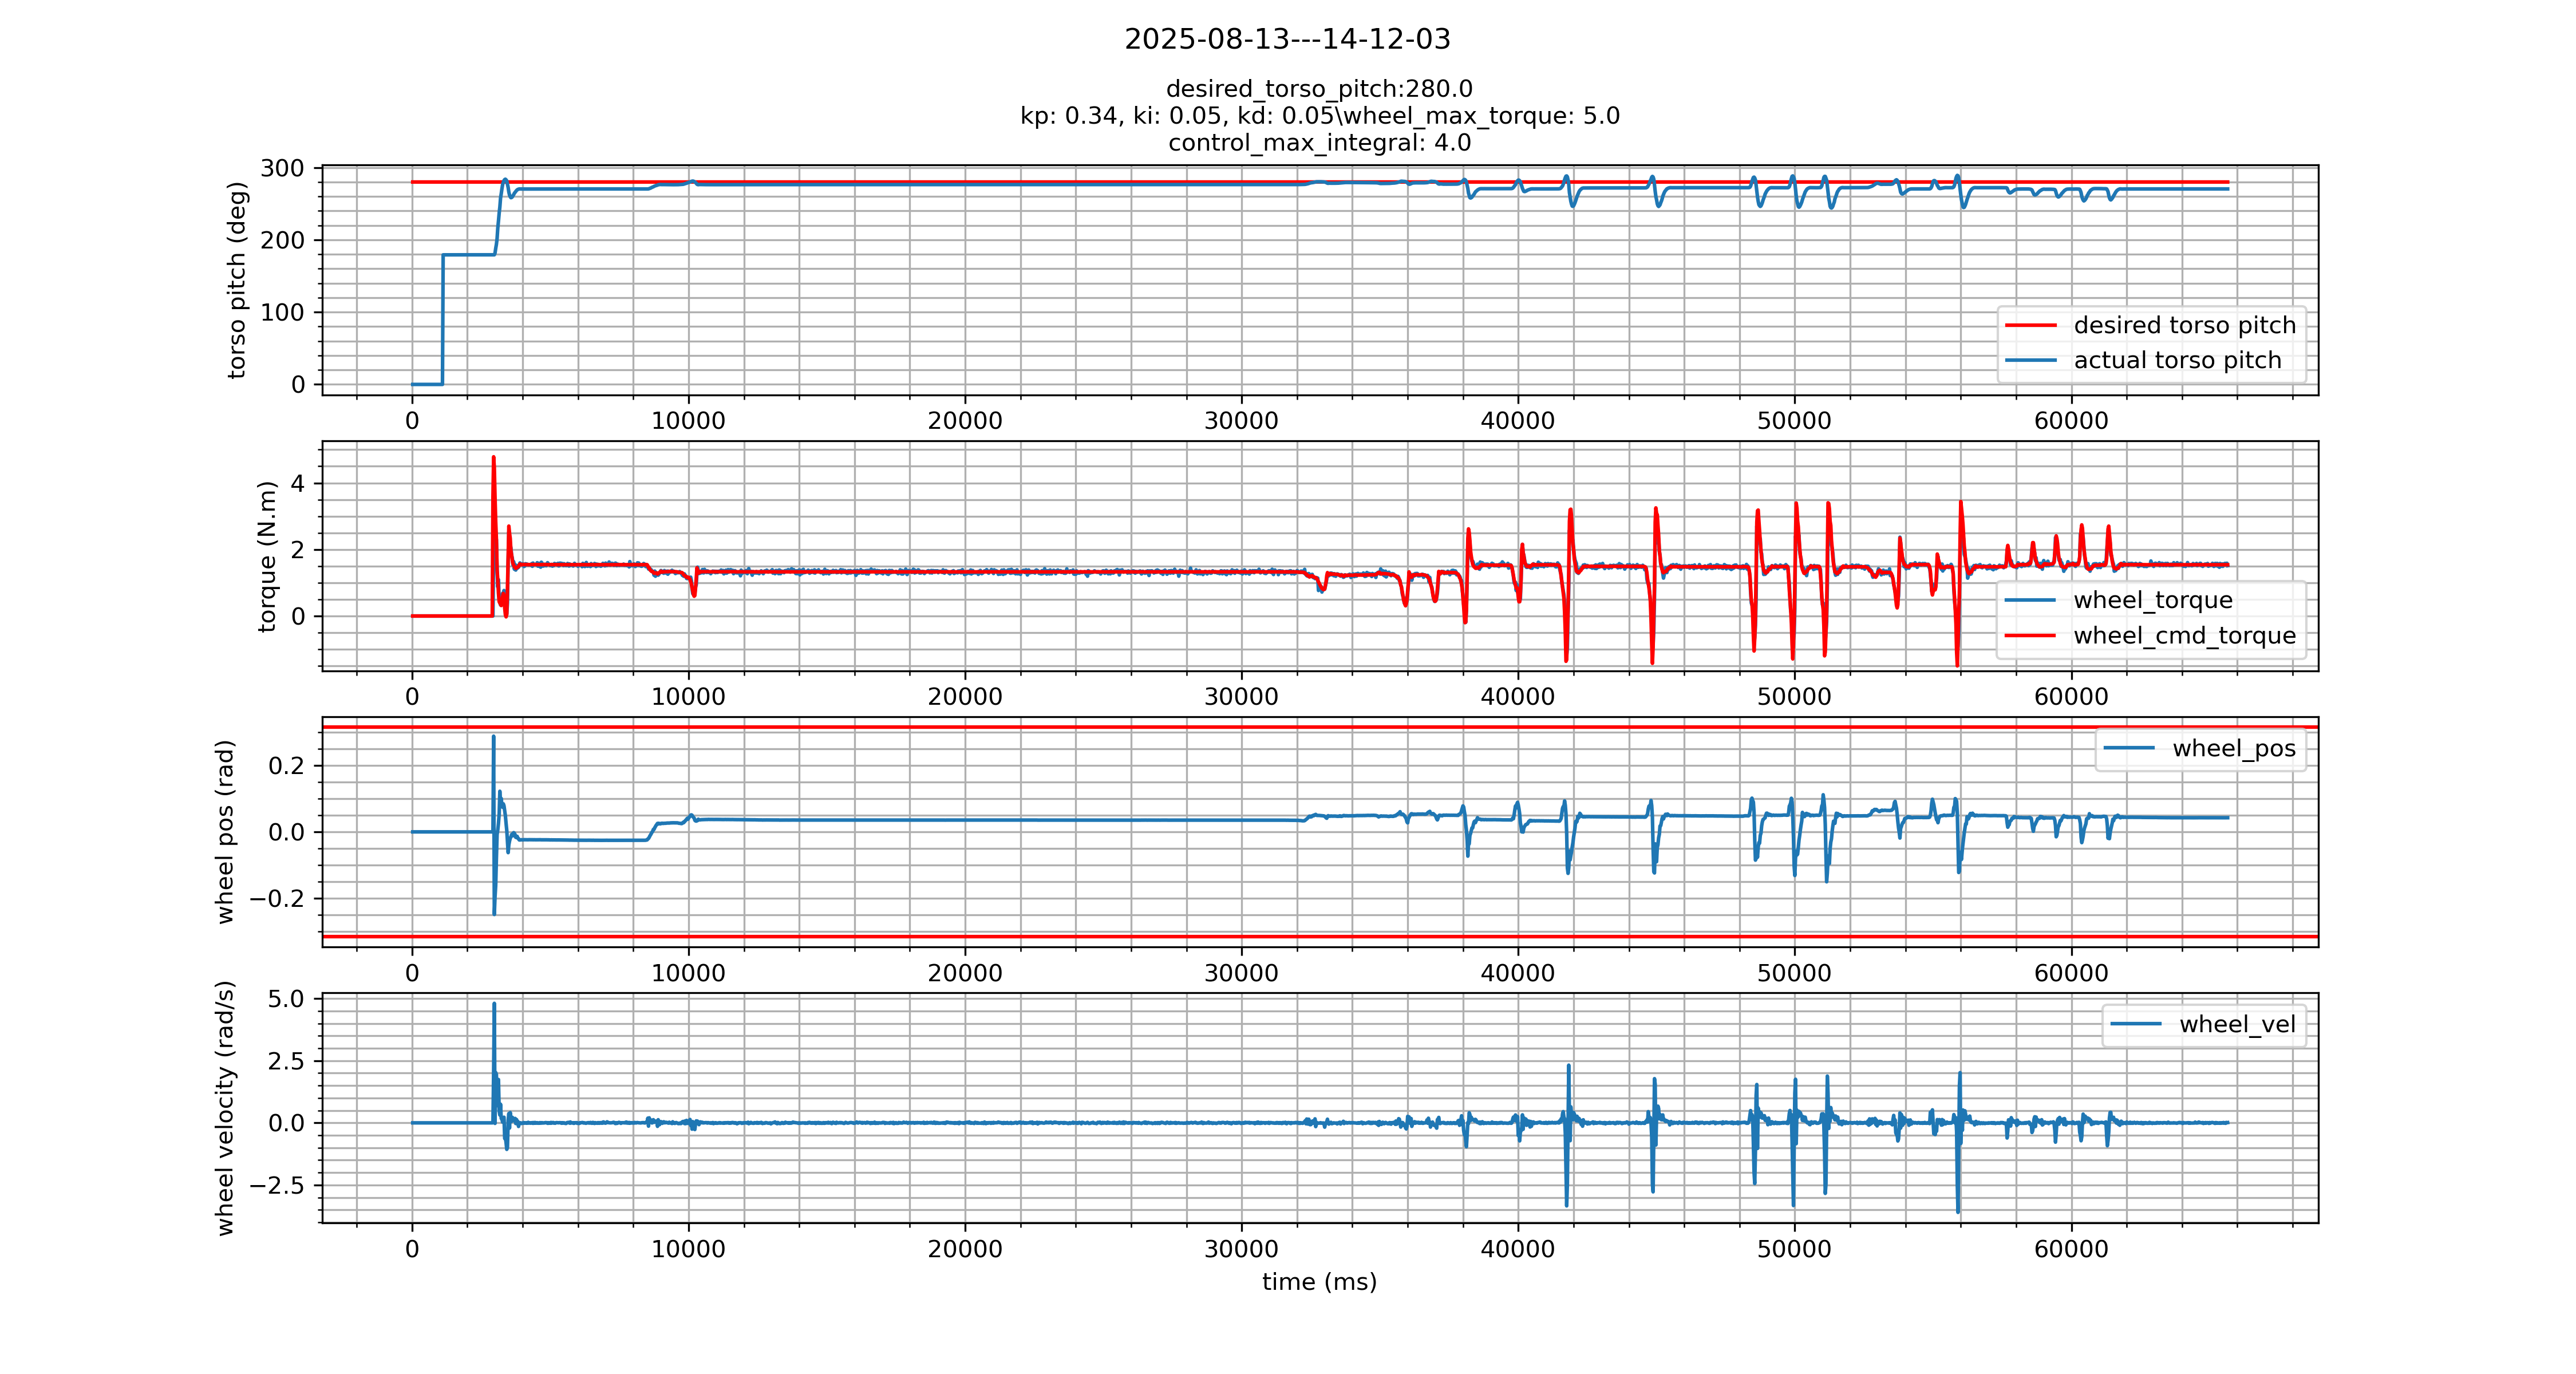 2025-08-13---14-12-03
desired_torso_pitch:280.0
kp: 0.34, ki: 0.05, kd: 0.05\wheel_max_torque: 5.0
control_max_integral: 4.0
torso pitch (deg)
300
200
100
0
desired torso pitch
actual torso pitch
0 10000 20000 30000 40000 50000 60000
torque (N.m)
4
2
0
wheel_torque
wheel_cmd_torque
0 10000 20000 30000 40000 50000 60000
wheel pos (rad)
0.2
0.0
−0.2
wheel_pos
0 10000 20000 30000 40000 50000 60000
wheel velocity (rad/s)
5.0
2.5
0.0
−2.5
wheel_vel
0 10000 20000 30000 40000 50000 60000
time (ms)